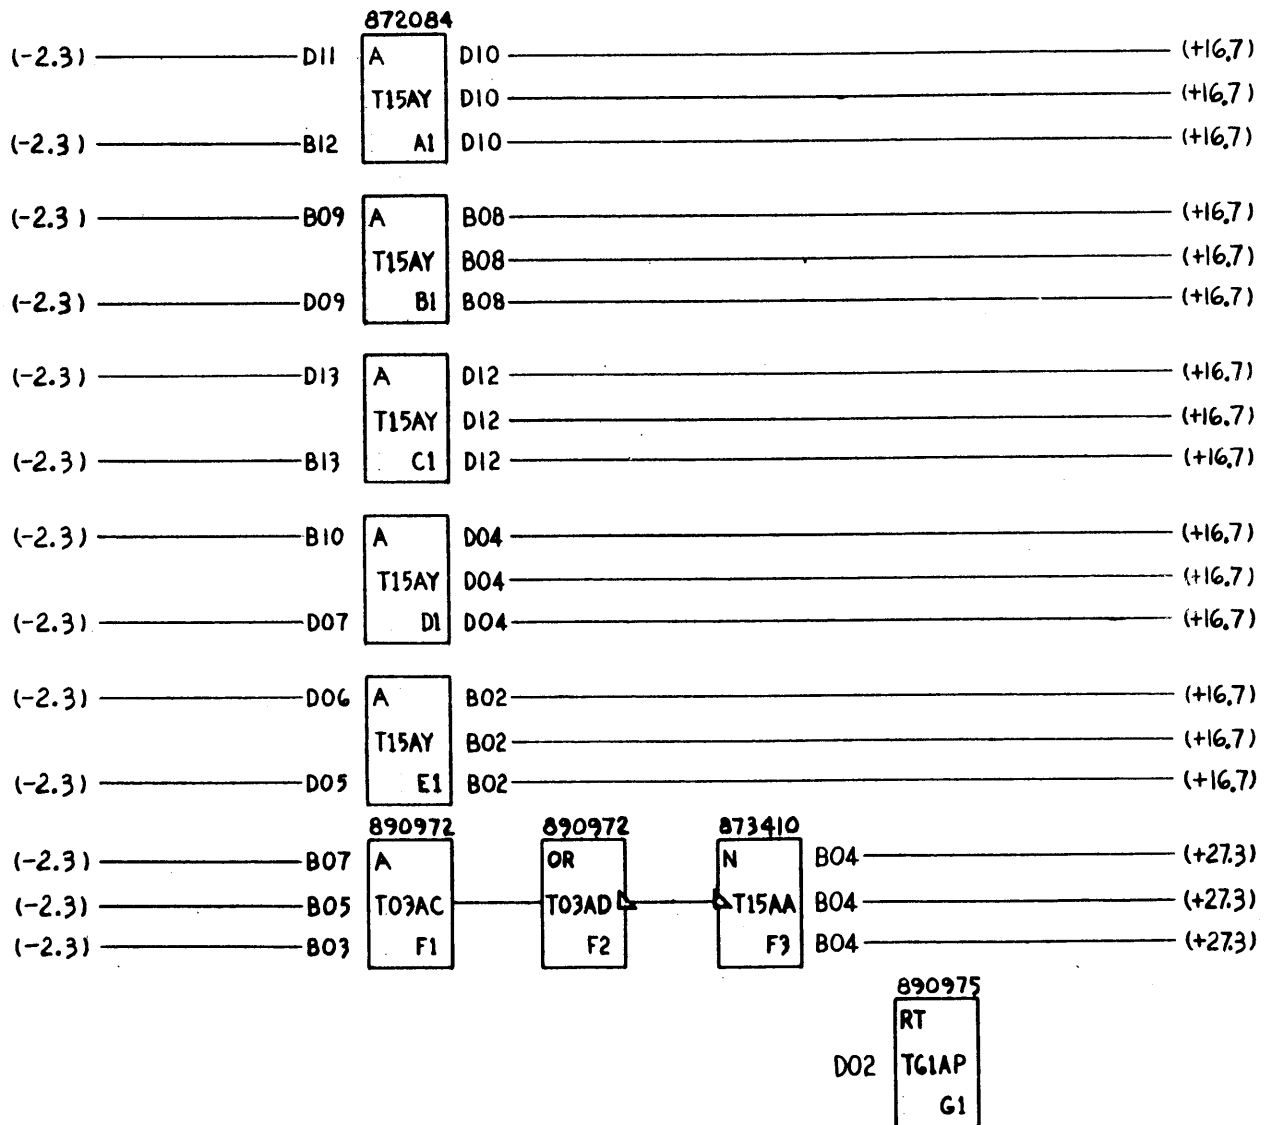 872084
(-2.3) D11 A D10 (+16.7)
T15AY D10 (+16.7)
(-2.3) B12 A1 D10 (+16.7)
(-2.3) B09 A B08 (+16.7)
T15AY B08 (+16.7)
(-2.3) D09 B1 B08 (+16.7)
(-2.3) D13 A D12 (+16.7)
T15AY D12 (+16.7)
(-2.3) B13 C1 D12 (+16.7)
(-2.3) B10 A D04 (+16.7)
T15AY D04 (+16.7)
(-2.3) D07 D1 D04 (+16.7)
(-2.3) D06 A B02 (+16.7)
T15AY B02 (+16.7)
(-2.3) D05 E1 B02 (+16.7)
890972 890972 873410
(-2.3) B07 A OR N B04 (+27.3)
(-2.3) B05 T03AC T03AD T15AA B04 (+27.3)
(-2.3) B03 F1 F2 F3 B04 (+27.3)
890975
RT
D02 TG1AP
G1